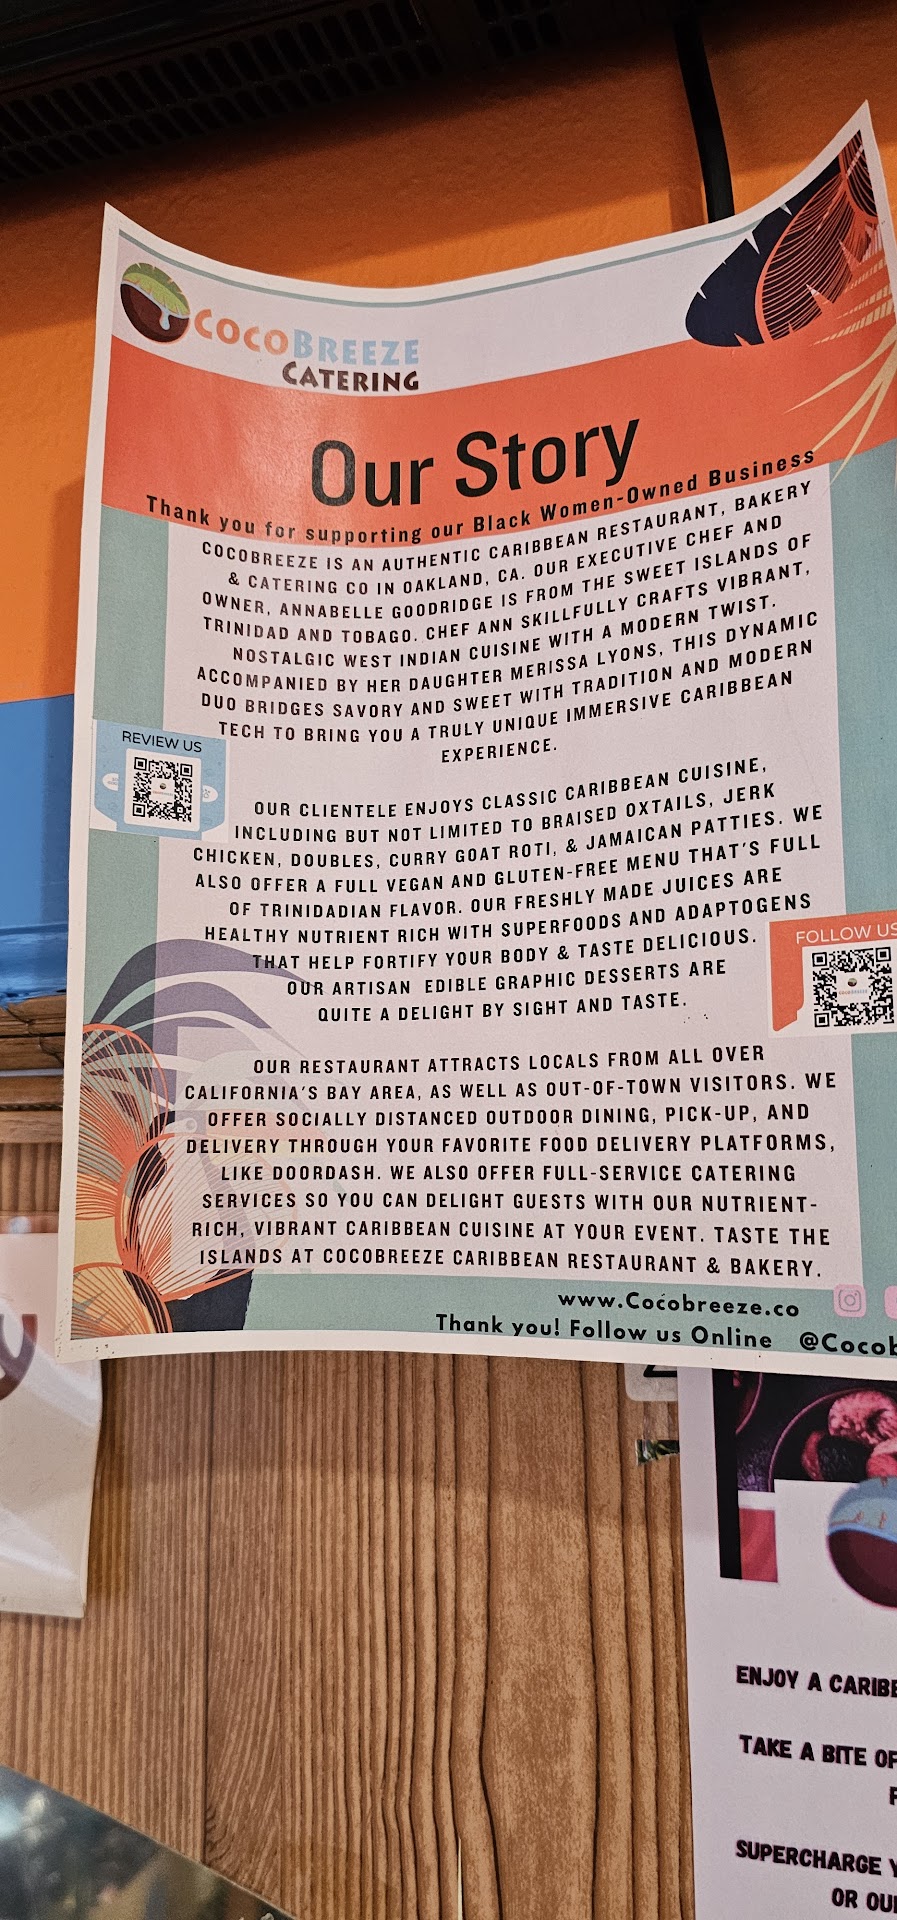 COCOBREEZE
CATERING
Our Story
Thank you for supporting our Black Women-Owned Business
COCOBREEZE IS AN AUTHENTIC CARIBBEAN RESTAURANT, BAKERY
& CATERING CO IN OAKLAND, CA. OUR EXECUTIVE CHEF AND
OWNER, ANNABELLE GOODRIDGE IS FROM THE SWEET ISLANDS OF
TRINIDAD AND TOBAGO. CHEF ANN SKILLFULLY CRAFTS VIBRANT,
NOSTALGIC WEST INDIAN CUISINE WITH A MODERN TWIST.
ACCOMPANIED BY HER DAUGHTER MERISSA LYONS, THIS DYNAMIC
DUO BRIDGES SAVORY AND SWEET WITH TRADITION AND MODERN
TECH TO BRING YOU A TRULY UNIQUE IMMERSIVE CARIBBEAN
EXPERIENCE.
REVIEW US
OUR CLIENTELE ENJOYS CLASSIC CARIBBEAN CUISINE,
INCLUDING BUT NOT LIMITED TO BRAISED OXTAILS, JERK
CHICKEN, DOUBLES, CURRY GOAT ROTI, & JAMAICAN PATTIES. WE
ALSO OFFER A FULL VEGAN AND GLUTEN-FREE MENU THAT'S FULL
OF TRINIDADIAN FLAVOR. OUR FRESHLY MADE JUICES ARE
HEALTHY NUTRIENT RICH WITH SUPERFOODS AND ADAPTOGENS
THAT HELP FORTIFY YOUR BODY & TASTE DELICIOUS.
OUR ARTISAN EDIBLE GRAPHIC DESSERTS ARE
QUITE A DELIGHT BY SIGHT AND TASTE.
FOLLOW US
OUR RESTAURANT ATTRACTS LOCALS FROM ALL OVER
CALIFORNIA'S BAY AREA, AS WELL AS OUT-OF-TOWN VISITORS. WE
OFFER SOCIALLY DISTANCED OUTDOOR DINING, PICK-UP, AND
DELIVERY THROUGH YOUR FAVORITE FOOD DELIVERY PLATFORMS,
LIKE DOORDASH. WE ALSO OFFER FULL-SERVICE CATERING
SERVICES SO YOU CAN DELIGHT GUESTS WITH OUR NUTRIENT-
RICH, VIBRANT CARIBBEAN CUISINE AT YOUR EVENT. TASTE THE
ISLANDS AT COCOBREEZE CARIBBEAN RESTAURANT & BAKERY.
www.Cocobreeze.co
Thank you! Follow us Online @Cocob
ENJOY A CARIBB
TAKE A BITE OF
SUPERCHARGE Y
OR OU